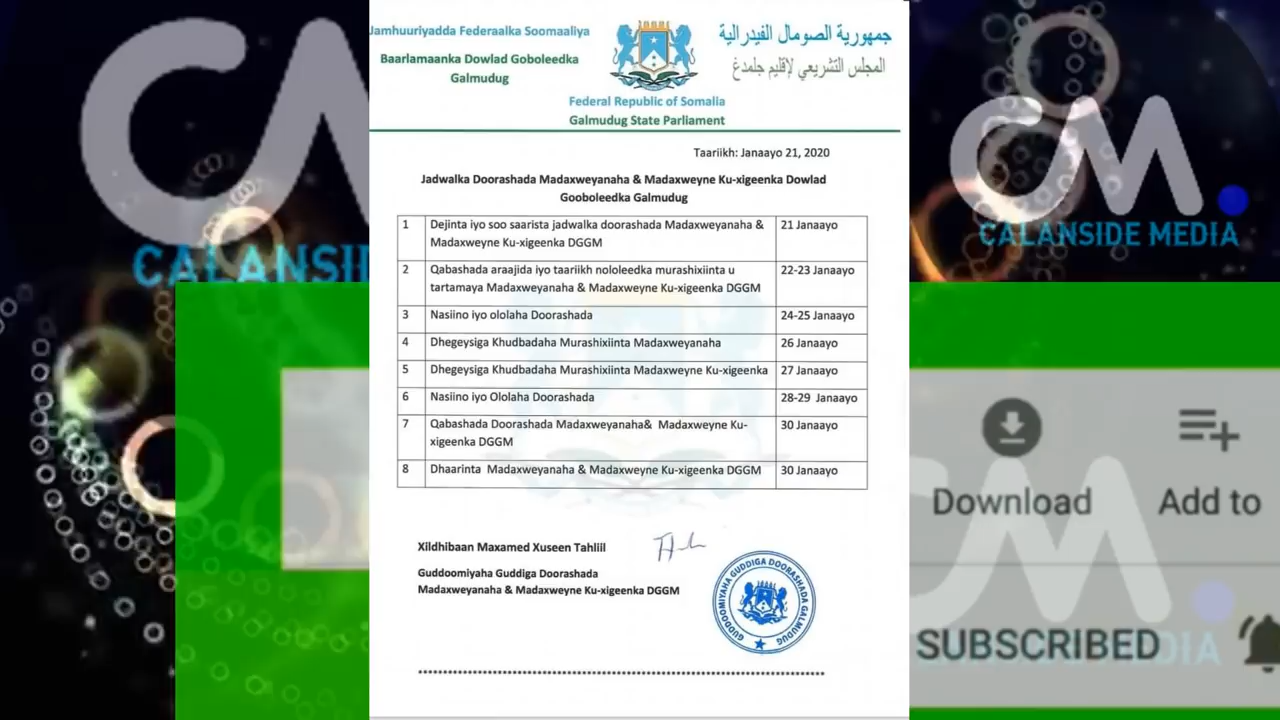 Jamhuuriyadda Federaalka Soomaaliya
Baarlamaanka Dowlad Goboleedka
Galmudug
جمهورية الصومال الفيدرالية
المجلس التشريعي لإقليم جلمدغ
Federal Republic of Somalia
Galmudug State Parliament
Taariikh: Janaayo 21, 2020
Jadwalka Doorashada Madaxweyanaha & Madaxweyne Ku-xigeenka Dowlad
Gooboleedka Galmudug
1 Dejinta iyo soo saarista jadwalka doorashada Madaxweyanaha & 21 Janaayo
Madaxweyne Ku-xigeenka DGGM
2 Qabashada araajida iyo taariikh nololeedka murashixiinta u 22-23 Janaayo
tartamaya Madaxweyanaha & Madaxweyne Ku-xigeenka DGGM
3 Nasiino iyo ololaha Doorashada 24-25 Janaayo
4 Dhegeysiga Khudbadaha Murashixiinta Madaxweyanaha 26 Janaayo
5 Dhegeysiga Khudbadaha Murashixiinta Madaxweyne Ku-xigeenka 27 Janaayo
6 Nasiino iyo Ololaha Doorashada 28-29 Janaayo
7 Qabashada Doorashada Madaxweyanaha& Madaxweyne Ku- 30 Janaayo
xigeenka DGGM
8 Dhaarinta Madaxweyanaha & Madaxweyne Ku-xigeenka DGGM 30 Janaayo
Xildhibaan Maxamed Xuseen Tahliil
Guddoomiyaha Guddiga Doorashada
Madaxweyanaha & Madaxweyne Ku-xigeenka DGGM
GUDDOOMIYAHA GUDDIGA DOORASHADA GALMUDUG
CM
CALANSI
CM
CALANSIDE MEDIA
Download
Add to
CM
SUBSCRIBED
DIA